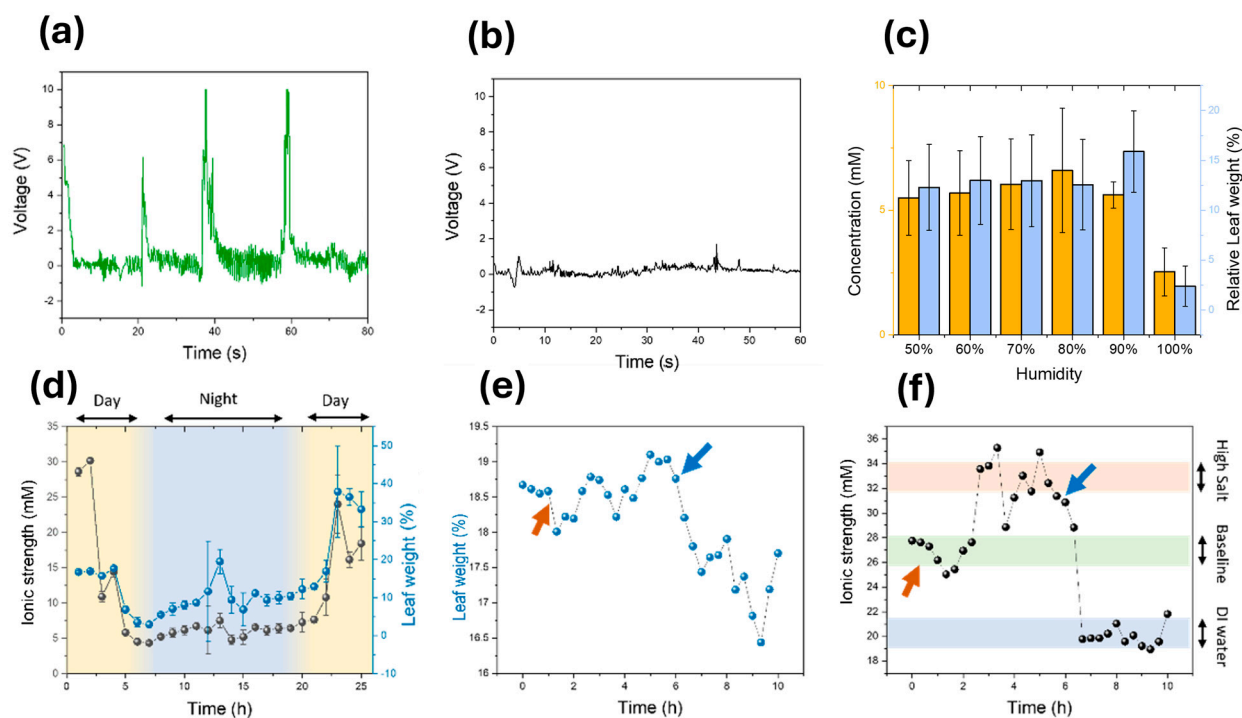 (a)
10
8
6
4
2
0
-2
Voltage (V)
0 20 40 60 80
Time (s)
(b)
10
8
6
4
2
0
-2
Voltage (V)
0 10 20 30 40 50 60
Time (s)
(c)
10
5
0
Concentration (mM)
20
15
10
5
0
Relative Leaf weight (%)
50% 60% 70% 80% 90% 100%
Humidity
(d)
Day Night Day
35
30
25
20
15
10
5
0
Ionic strength (mM)
50
40
30
20
10
0
-10
Leaf weight (%)
0 5 10 15 20 25
Time (h)
(e)
19.5
19
18.5
18
17.5
17
16.5
16
Leaf weight (%)
0 2 4 6 8 10
Time (h)
(f)
36
34
32
30
28
26
24
22
20
18
Ionic strength (mM)
High Salt
Baseline
DI water
0 2 4 6 8 10
Time (h)